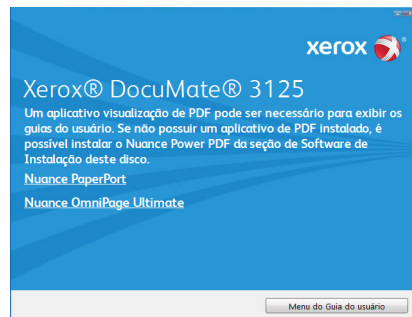 xerox
Xerox® DocuMate® 3125
Um aplicativo visualização de PDF pode ser necessário para exibir os
guias do usuário. Se não possuir um aplicativo de PDF instalado, é
possível instalar o Nuance Power PDF da seção de Software de
Instalação deste disco.
Nuance PaperPort
Nuance OmniPage Ultimate
Menu do Guia do usuário